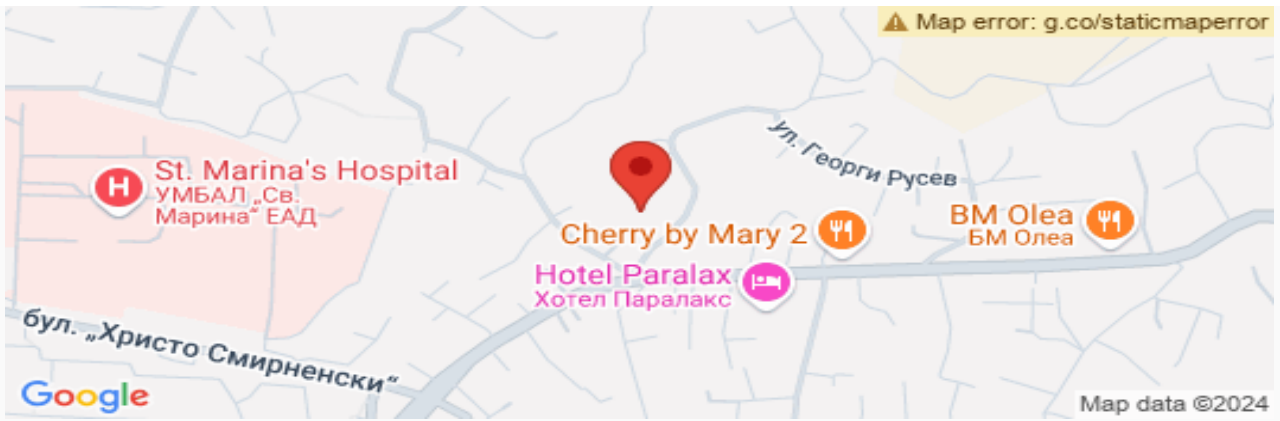 Map error: g.co/staticmaperror
ул. Георги Русев
St. Marina's Hospital
УМБАЛ „Св.
Марина“ ЕАД
H
Cherry by Mary 2
BM Olea
БМ Олеа
Hotel Paralax
Хотел Паралакс
бул. „Христо Смирненски“
Google
Map data ©2024